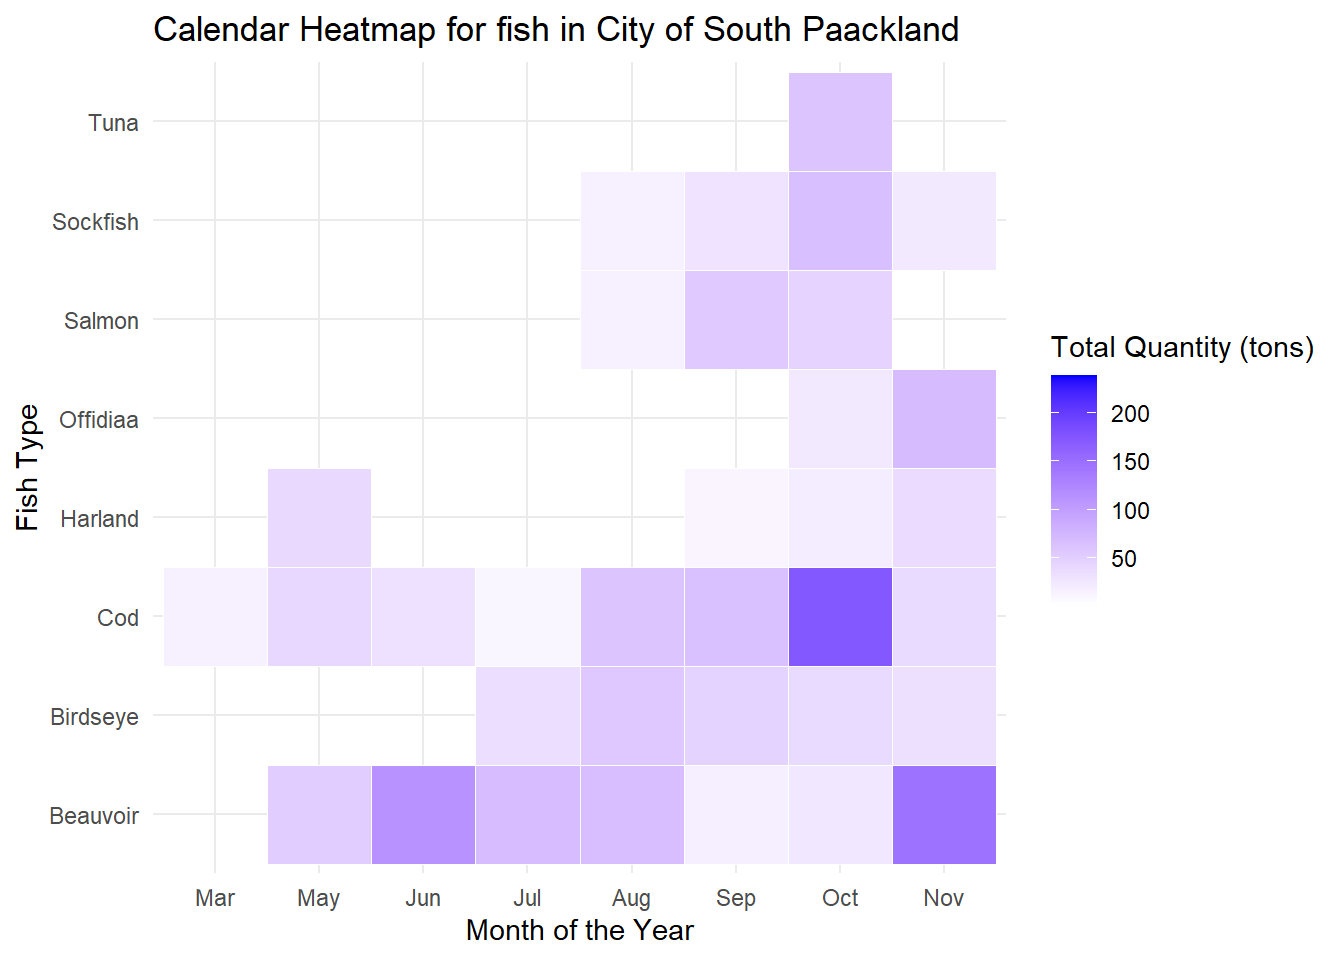 Calendar Heatmap for fish in City of South Paackland
Fish Type
Tuna
Sockfish
Salmon
Offidiaa
Harland
Cod
Birdseye
Beauvoir
Mar May Jun Jul Aug Sep Oct Nov
Month of the Year
Total Quantity (tons)
200
150
100
50